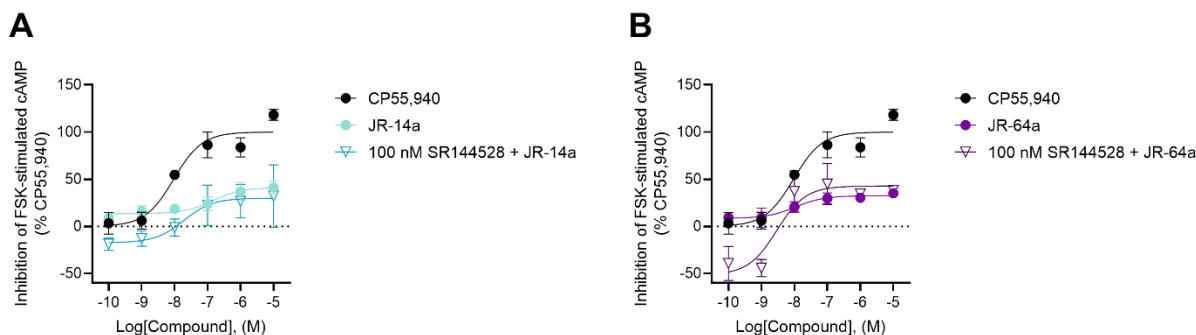 A
Inhibition of FSK-stimulated cAMP
(% CP55,940)
150
100
50
0
-50
-10 -9 -8 -7 -6 -5
Log[Compound], (M)
CP55,940
JR-14a
100 nM SR144528 + JR-14a
B
Inhibition of FSK-stimulated cAMP
(% CP55,940)
150
100
50
0
-50
-10 -9 -8 -7 -6 -5
Log[Compound], (M)
CP55,940
JR-64a
100 nM SR144528 + JR-64a